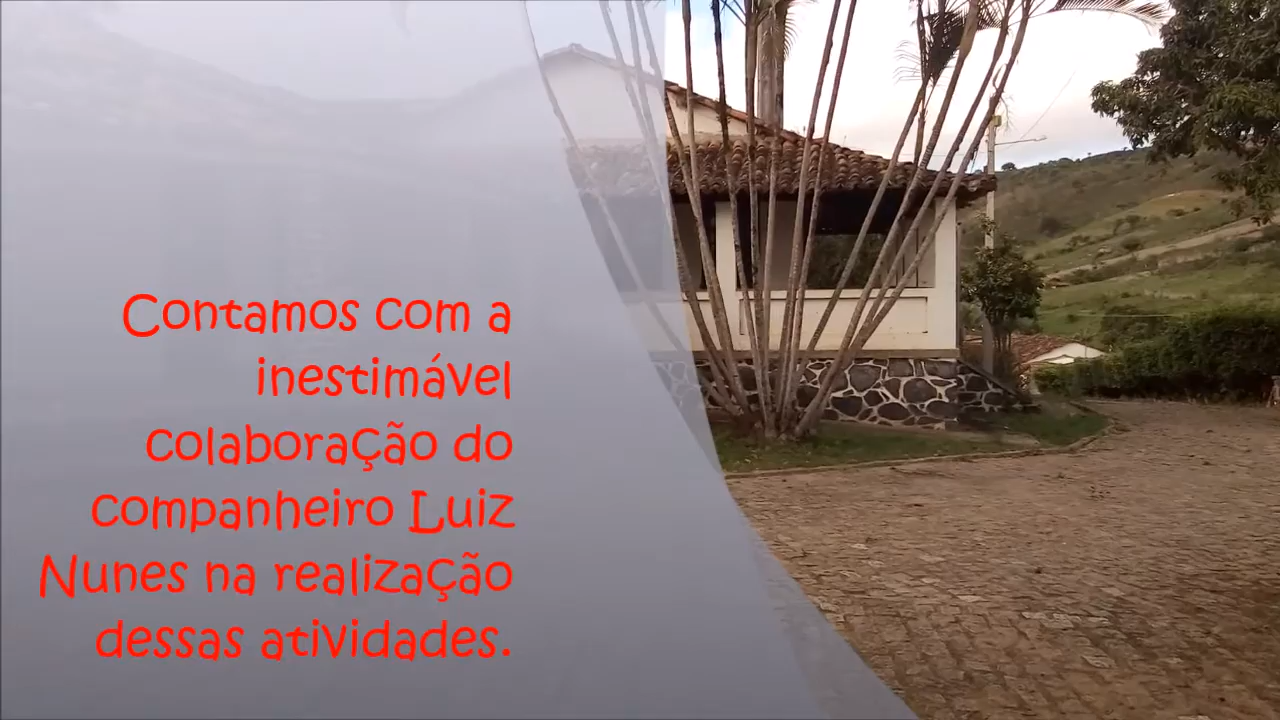 Contamos com a
inestimável
colaboração do
companheiro Luiz
Nunes na realização
dessas atividades.